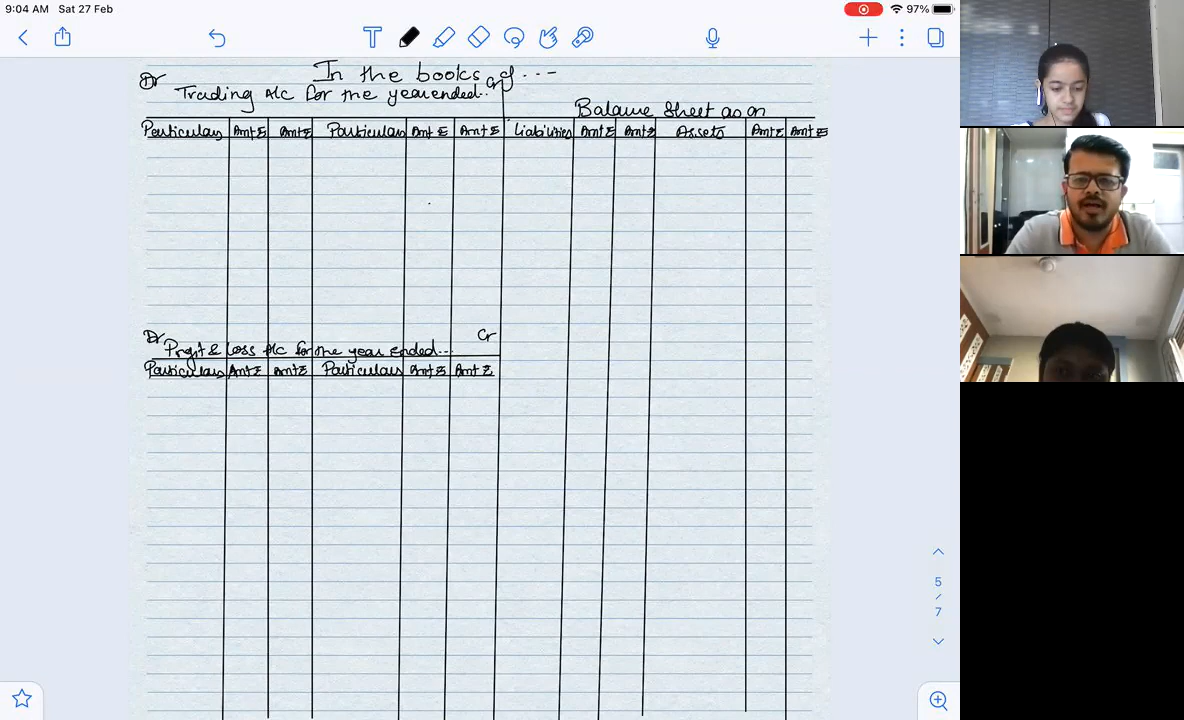 9:04 AM Sat 27 Feb
97%
In the books of ---
Dr
Cr
Trading A/c for the year ended..
Balance Sheet as on
Particulars Amt ₹ Amt ₹ Particulars Amt ₹ Amt ₹ Liabilities Amt ₹ Amt ₹ Assets Amt ₹ Amt ₹
Dr Cr
Profit & Loss A/c for the year ended...
Particulars Amt ₹ Amt ₹ Particulars Amt ₹ Amt ₹
5
/
7